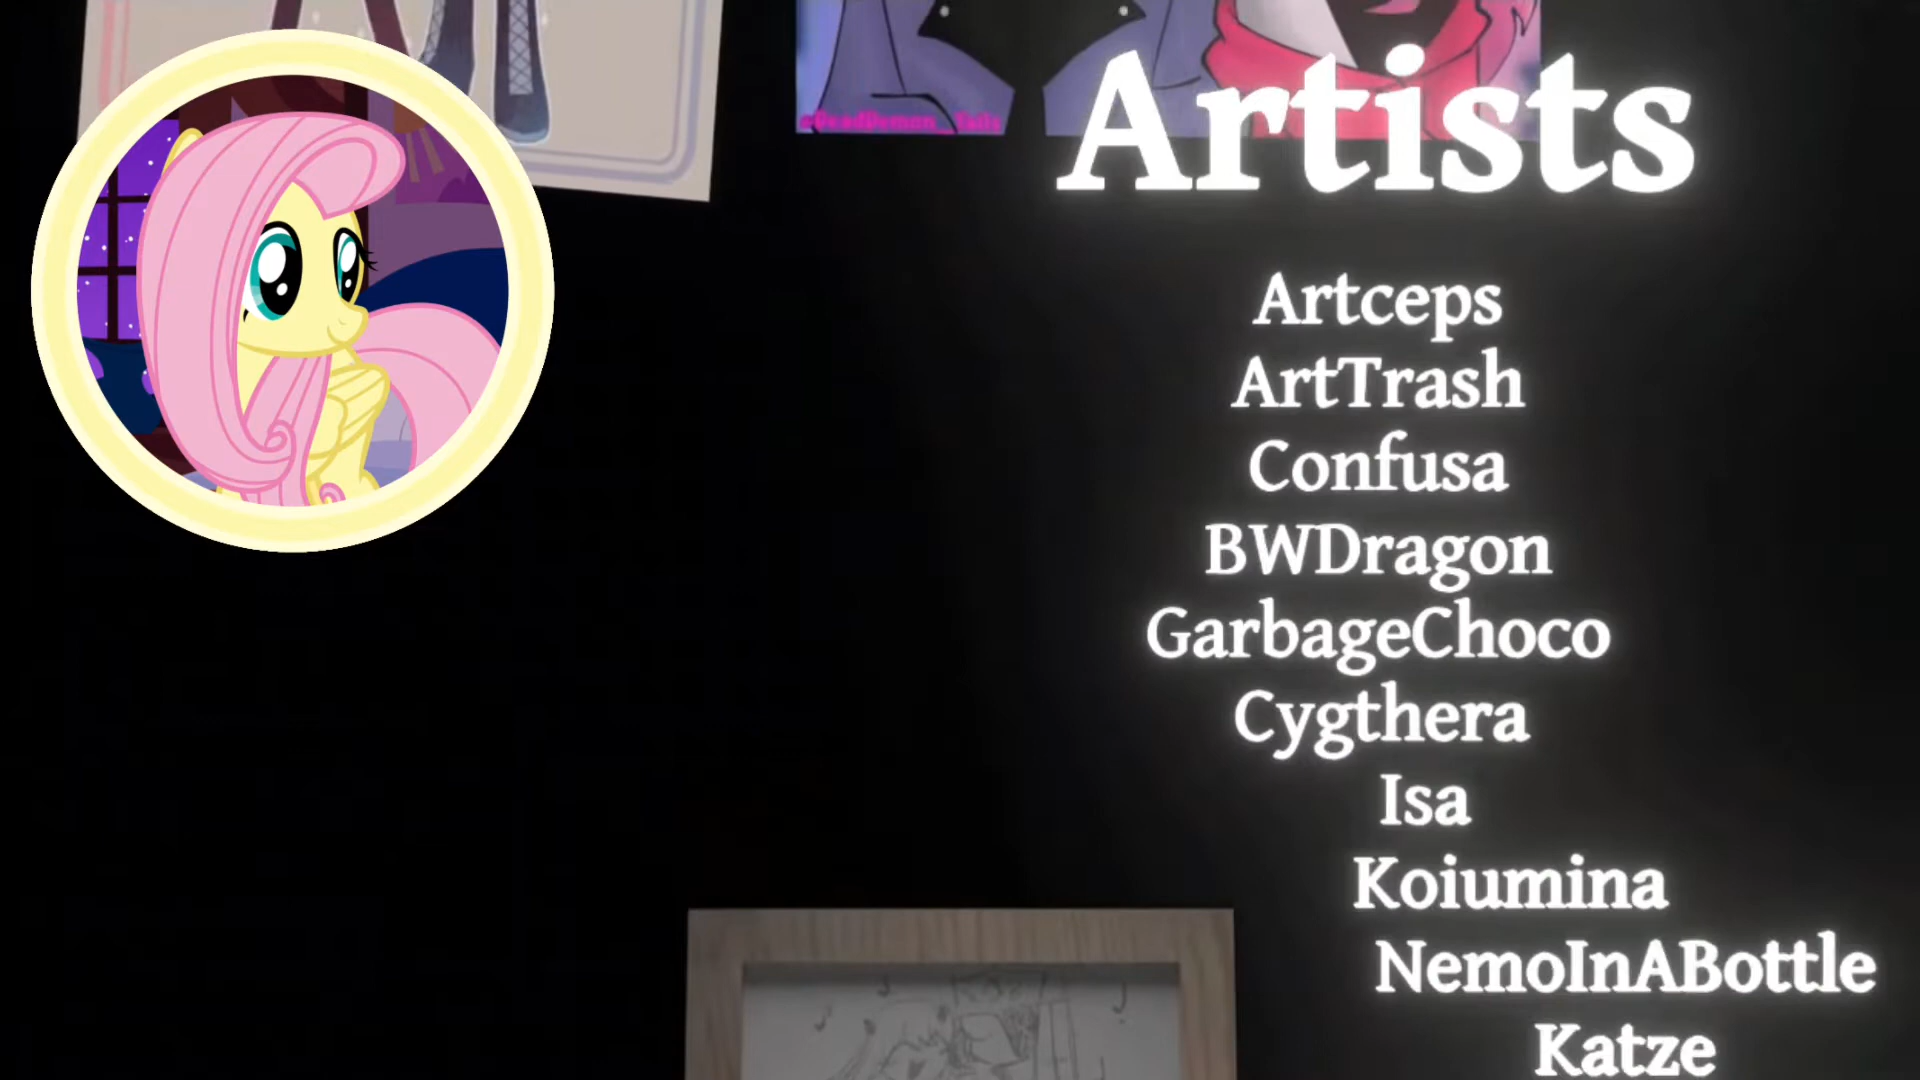 Artists
Artceps
ArtTrash
Confusa
BWDragon
GarbageChoco
Cygthera
Isa
Koiumina
NemoInABottle
Katze